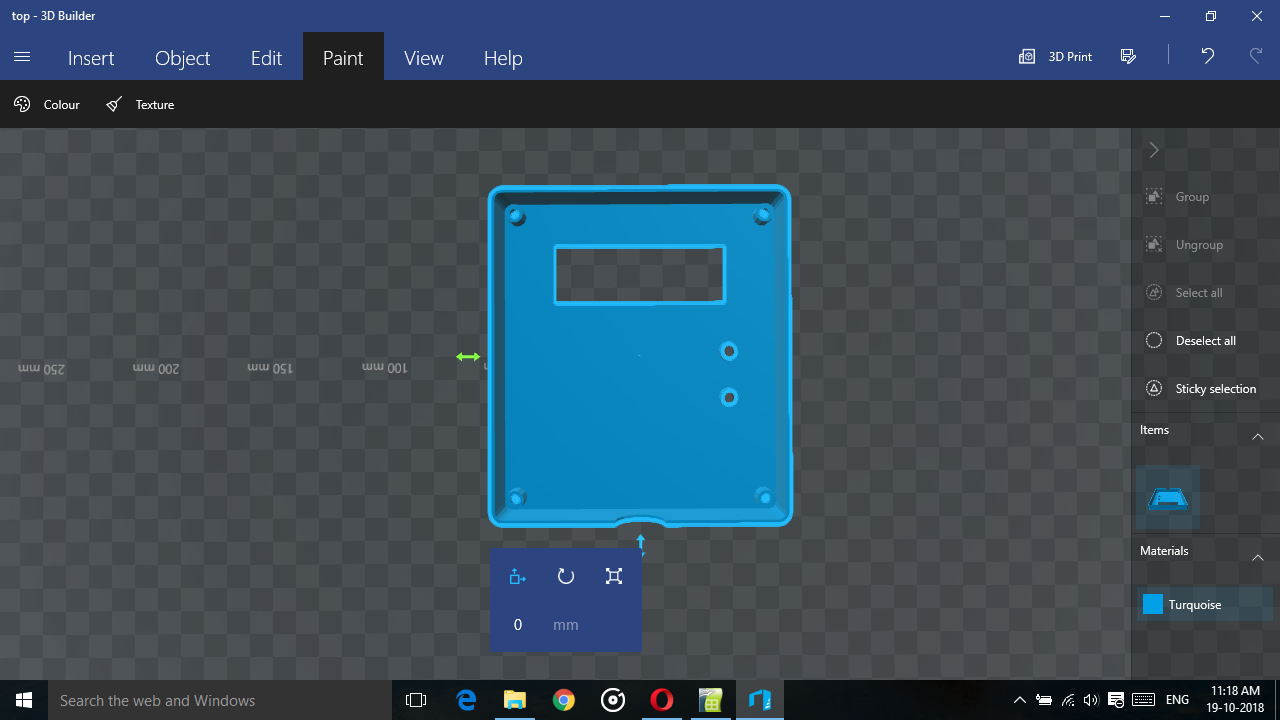 top - 3D Builder
Insert
Object
Edit
Paint
View
Help
3D Print
Colour
Texture
Group
Ungroup
Select all
Deselect all
Sticky selection
Items
Materials
Turquoise
250 mm
200 mm
150 mm
100 mm
0 mm
Search the web and Windows
ENG
11:18 AM
19-10-2018